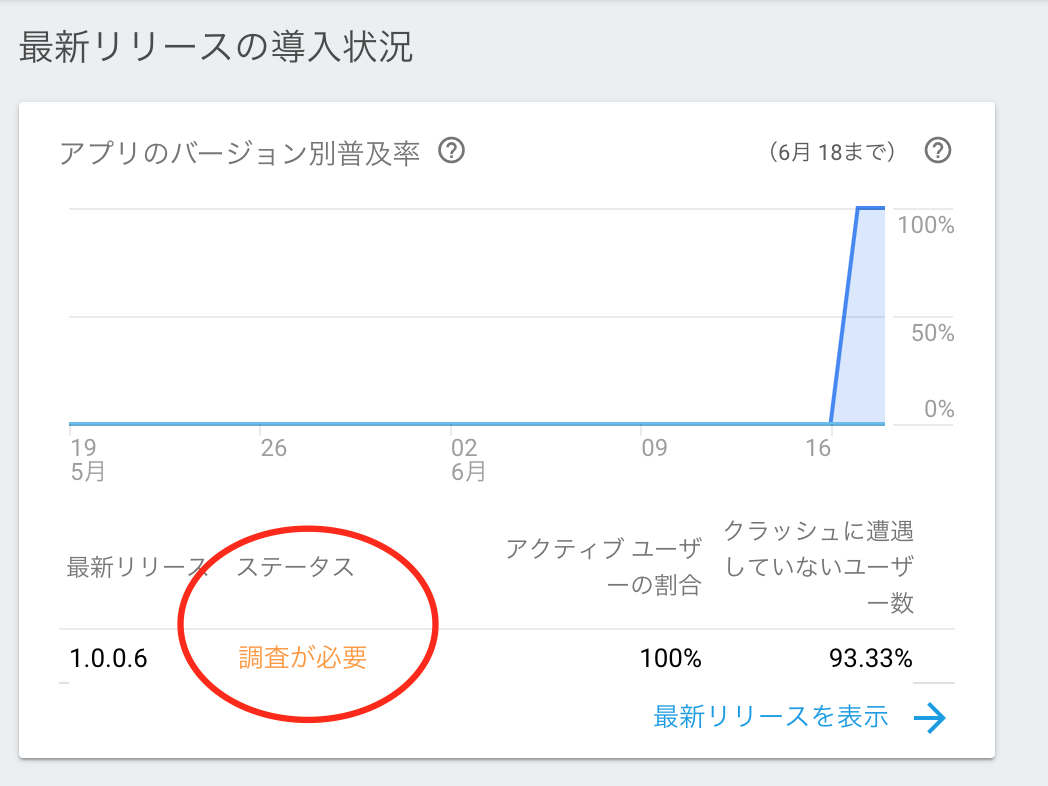 最新リリースの導入状況
アプリのバージョン別普及率 ?
（6月 18まで） ?
100%
50%
0%
19
5月
26
02
6月
09
16
最新リリース
ステータス
アクティブ ユーザ
ーの割合
クラッシュに遭遇
していないユーザ
ー数
1.0.0.6
調査が必要
100%
93.33%
最新リリースを表示